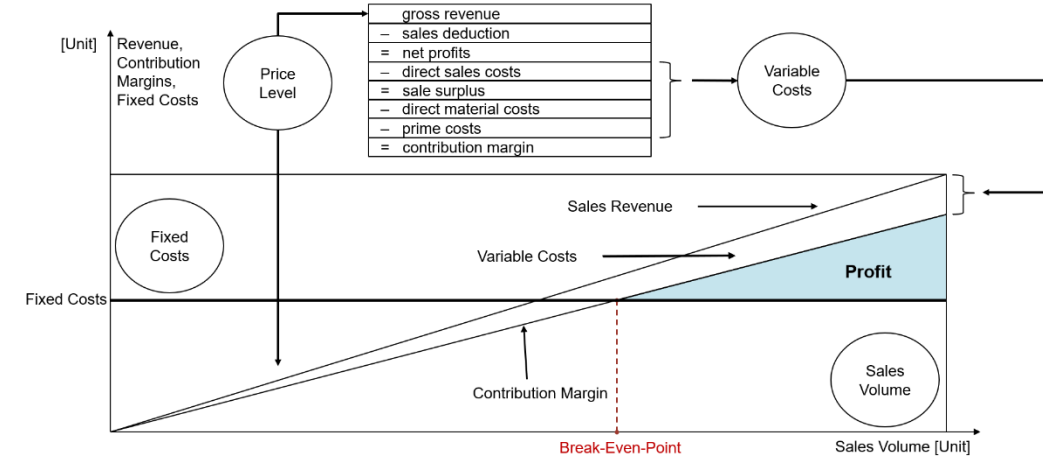 gross revenue
– sales deduction
= net profits
– direct sales costs
= sale surplus
– direct material costs
– prime costs
= contribution margin
[Unit]
Revenue,
Contribution
Margins,
Fixed Costs
Price
Level
Variable
Costs
Sales Revenue
Fixed
Costs
Variable Costs
Profit
Fixed Costs
Contribution Margin
Sales
Volume
Break-Even-Point
Sales Volume [Unit]